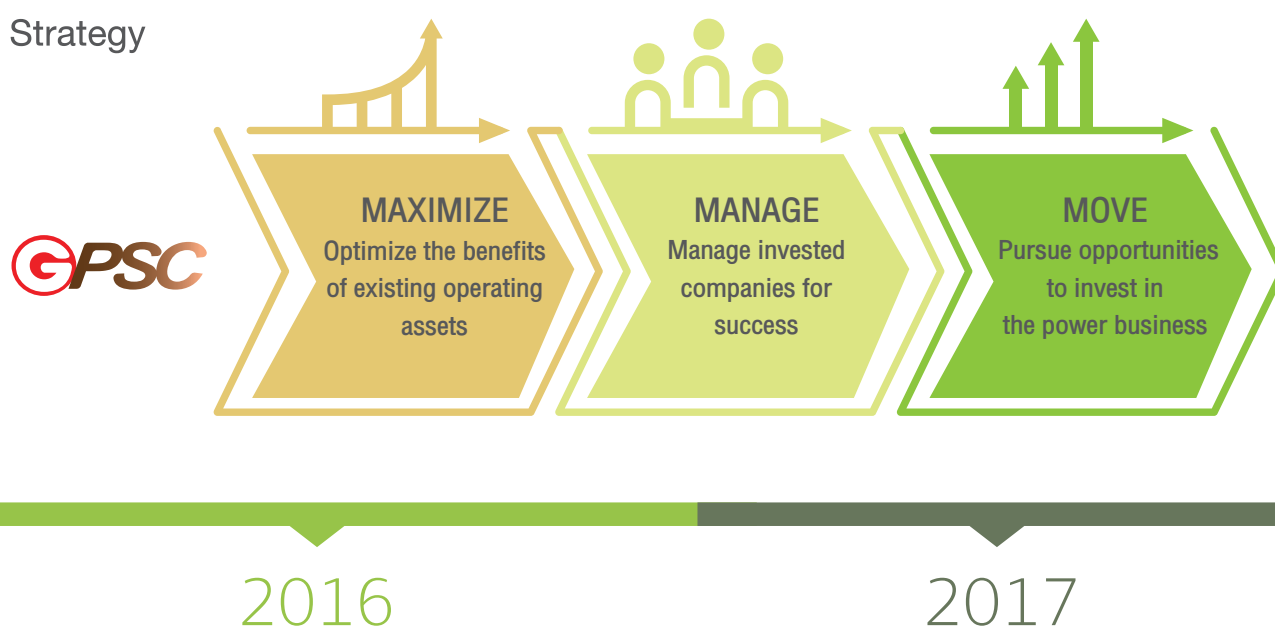 Strategy
GPSC
MAXIMIZE
Optimize the benefits
of existing operating
assets
MANAGE
Manage invested
companies for
success
MOVE
Pursue opportunities
to invest in
the power business
2016
2017